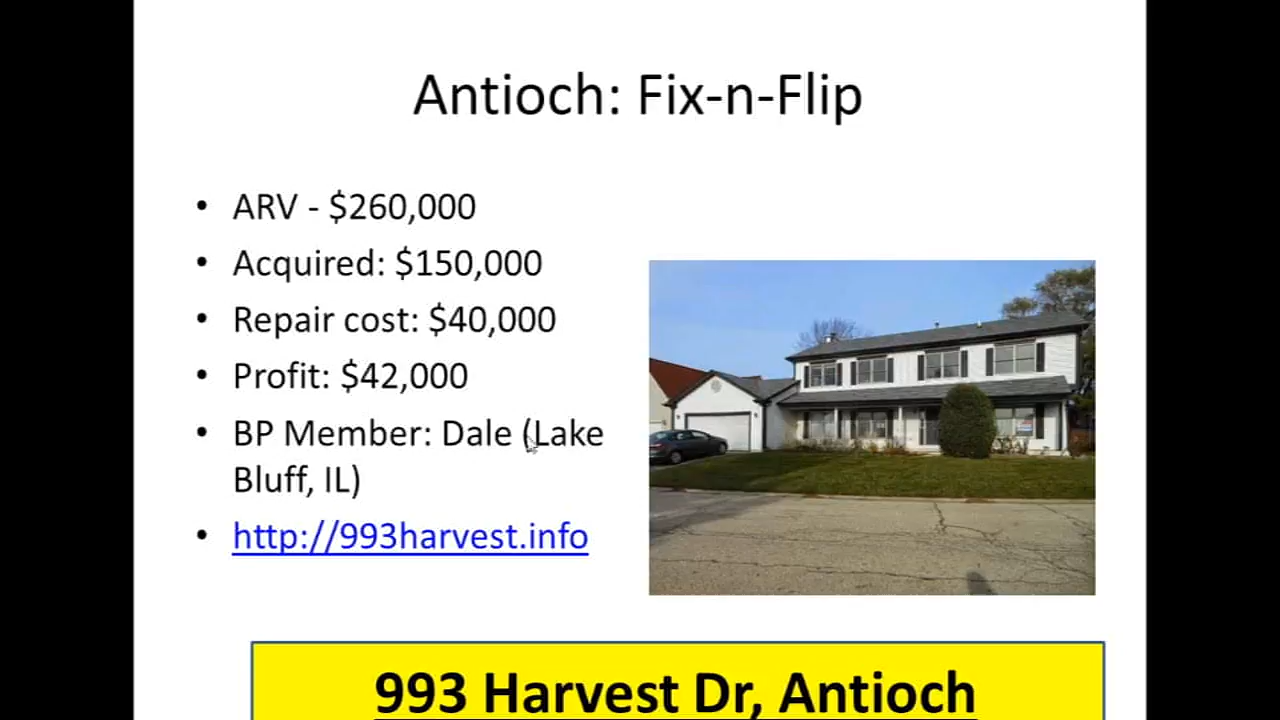 Antioch: Fix-n-Flip
• ARV - $260,000
• Acquired: $150,000
• Repair cost: $40,000
• Profit: $42,000
• BP Member: Dale (Lake
Bluff, IL)
• http://993harvest.info
993 Harvest Dr, Antioch